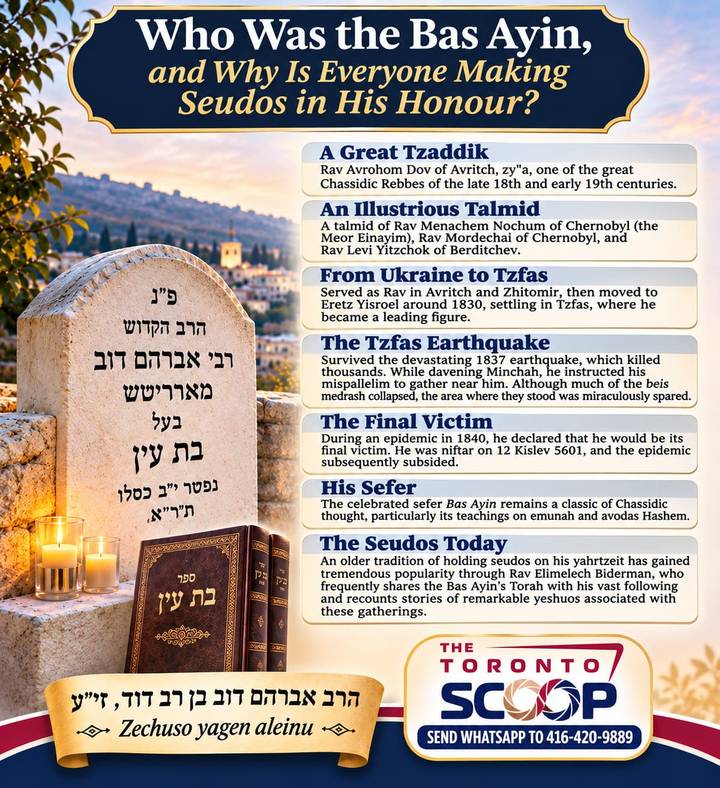 Who Was the Bas Ayin,
and Why Is Everyone Making
Seudos in His Honour?
A Great Tzaddik
Rav Avrohom Dov of Avritch, zy"a, one of the great
Chassidic Rebbes of the late 18th and early 19th centuries.
An Illustrious Talmid
A talmid of Rav Menachem Nochum of Chernobyl (the
Meor Einayim), Rav Mordechai of Chernobyl, and
Rav Levi Yitzchok of Berditchev.
From Ukraine to Tzfas
Served as Rav in Avritch and Zhitomir, then moved to
Eretz Yisroel around 1830, settling in Tzfas, where he
became a leading figure.
The Tzfas Earthquake
Survived the devastating 1837 earthquake, which killed
thousands. While davening Minchah, he instructed his
mispallelim to gather near him. Although much of the beis
medrash collapsed, the area where they stood was miraculously spared.
The Final Victim
During an epidemic in 1840, he declared that he would be its
final victim. He was niftar on 12 Kislev 5601, and the epidemic
subsequently subsided.
His Sefer
The celebrated sefer Bas Ayin remains a classic of Chassidic
thought, particularly its teachings on emunah and avodas Hashem.
The Seudos Today
An older tradition of holding seudos on his yahrtzeit has gained
tremendous popularity through Rav Elimelech Biderman, who
frequently shares the Bas Ayin's Torah with his vast following
and recounts stories of remarkable yeshuos associated with
these gatherings.
פ"נ
הרב הקדוש
רבי אברהם דוב
מאורריטש
בעל
בת עין
נפטר י"ב כסלו
ת"ר"א,
ספר
בת עין
בת עין
הרב אברהם דוב בן רב דוד, זי"ע
Zechuso yagen aleinu
THE
TORONTO
SCOOP
SEND WHATSAPP TO 416-420-9889